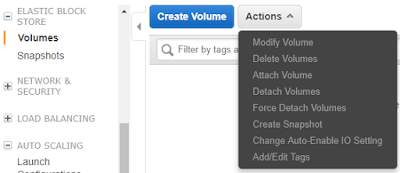 ELASTIC BLOCK
STORE
Volumes
Snapshots
NETWORK &
SECURITY
LOAD BALANCING
AUTO SCALING
Launch
Configurations
Create Volume
Actions
Filter by tags a
Modify Volume
Delete Volumes
Attach Volume
Detach Volumes
Force Detach Volumes
Create Snapshot
Change Auto-Enable IO Setting
Add/Edit Tags